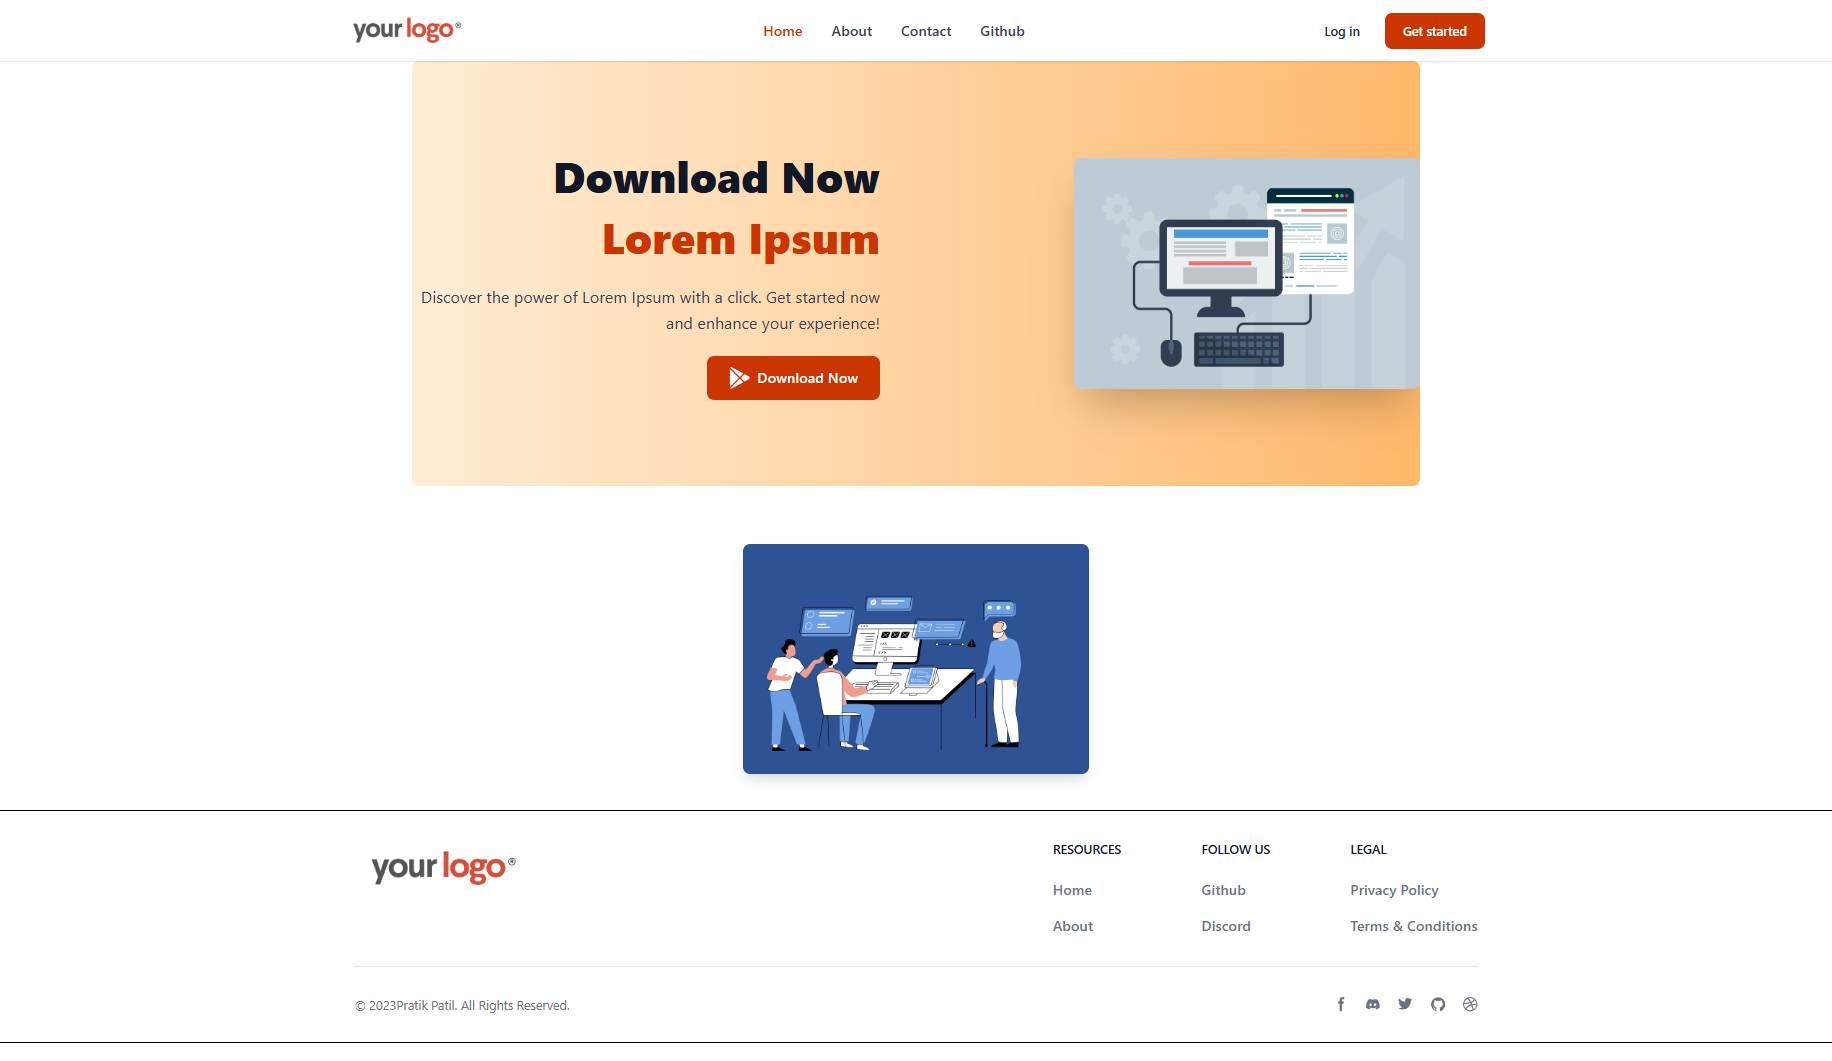 your logo®
Home About Contact Github
Log in Get started
Download Now
Lorem Ipsum
Discover the power of Lorem Ipsum with a click. Get started now
and enhance your experience!
Download Now
your logo®
RESOURCES
Home
About
FOLLOW US
Github
Discord
LEGAL
Privacy Policy
Terms & Conditions
© 2023Pratik Patil. All Rights Reserved.